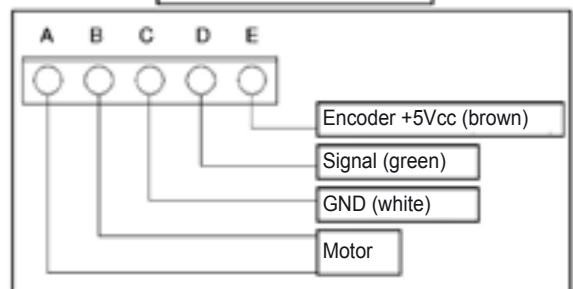 A B C D E
Encoder +5Vcc (brown)
Signal (green)
GND (white)
Motor